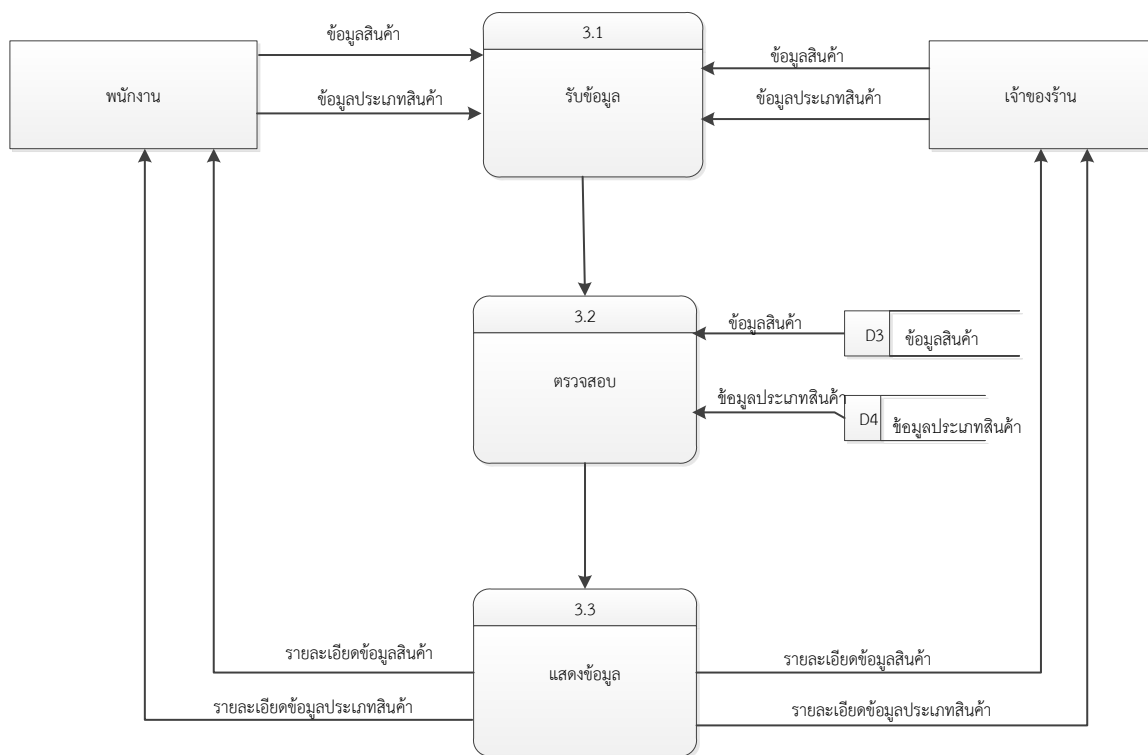 3.1
ข้อมูลสินค้า
ข้อมูลสินค้า
พนักงาน
รับข้อมูล
เจ้าของร้าน
ข้อมูลประเภทสินค้า
ข้อมูลประเภทสินค้า
3.2
ข้อมูลสินค้า
D3
ข้อมูลสินค้า
ตรวจสอบ
ข้อมูลประเภทสินค้า
D4
ข้อมูลประเภทสินค้า
3.3
รายละเอียดข้อมูลสินค้า
แสดงข้อมูล
รายละเอียดข้อมูลสินค้า
รายละเอียดข้อมูลประเภทสินค้า
รายละเอียดข้อมูลประเภทสินค้า